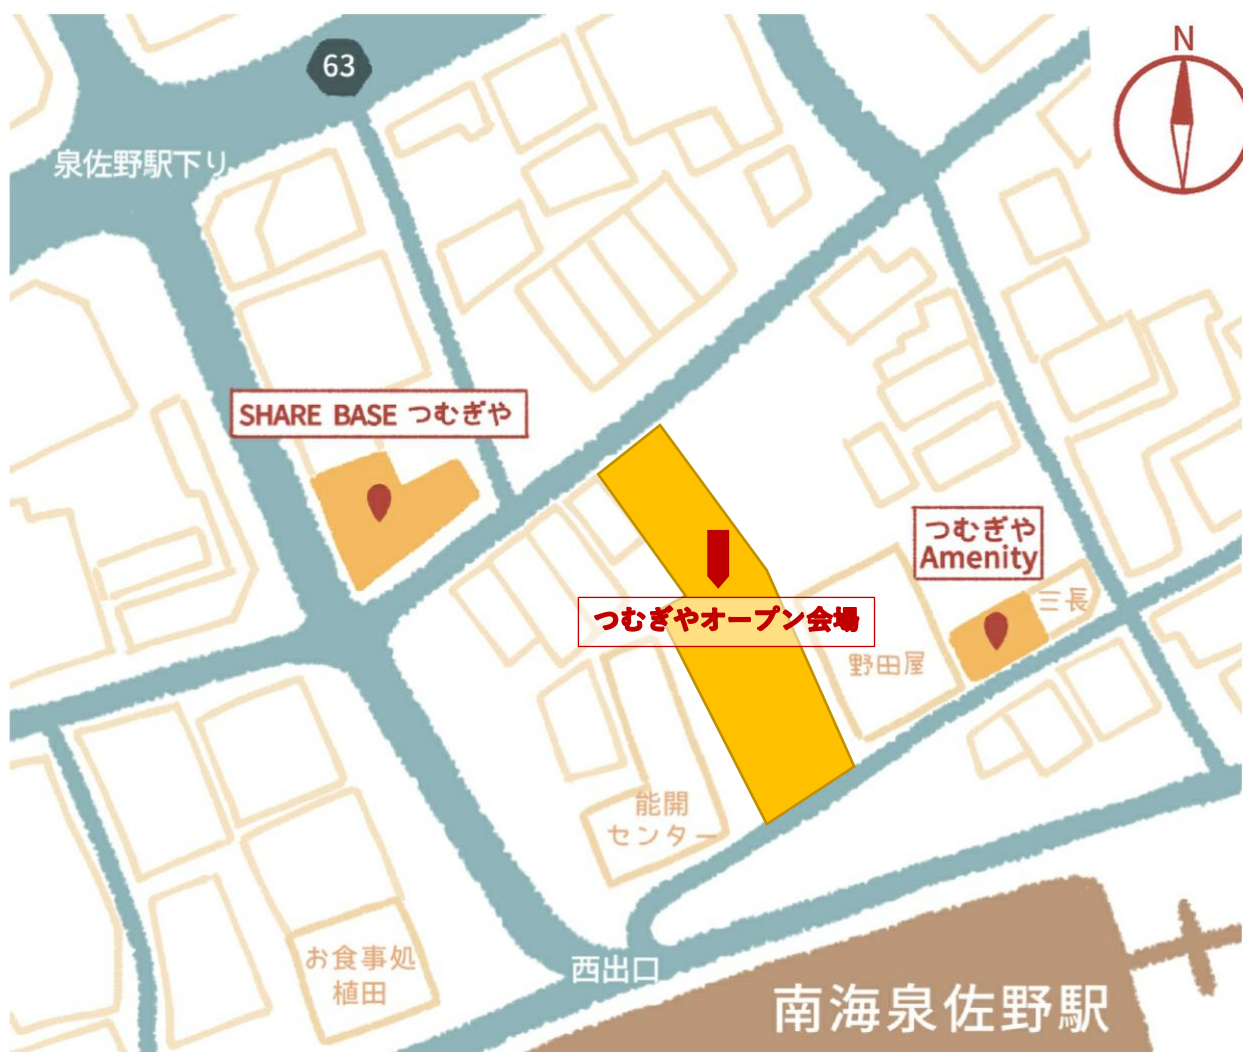 N
63
泉佐野駅下り
SHARE BASE つむぎや
つむぎや
Amenity
三長
つむぎやオープン会場
野田屋
能開
センター
お食事処
植田
西出口
南海泉佐野駅